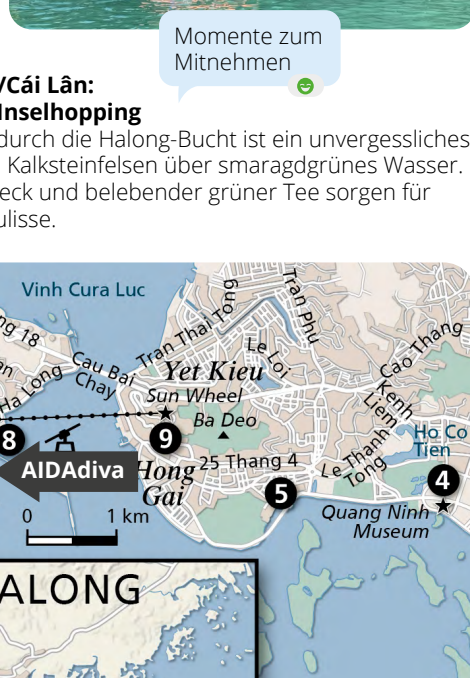 Momente zum
Mitnehmen
/Cái Lân:
Inselhopping
durch die Halong-Bucht ist ein unvergessliches
Kalksteinfelsen über smaragdgrünes Wasser.
eck und belebender grüner Tee sorgen für
ulisse.
Vinh Cura Luc
ng 18
Ha Long
Cau Bai
Chay
Tran Thai Tong
Tran Phu
Le Loi
Cao Thang
Yet Kieu
Sun Wheel
Ba Deo
Kenh
Liem
Ho Co
Tien
8
9
AIDAdiva
Hong
Gai
25 Thang 4
Le Thanh
Tong
5
4
Quang Ninh
Museum
0 1 km
ALONG